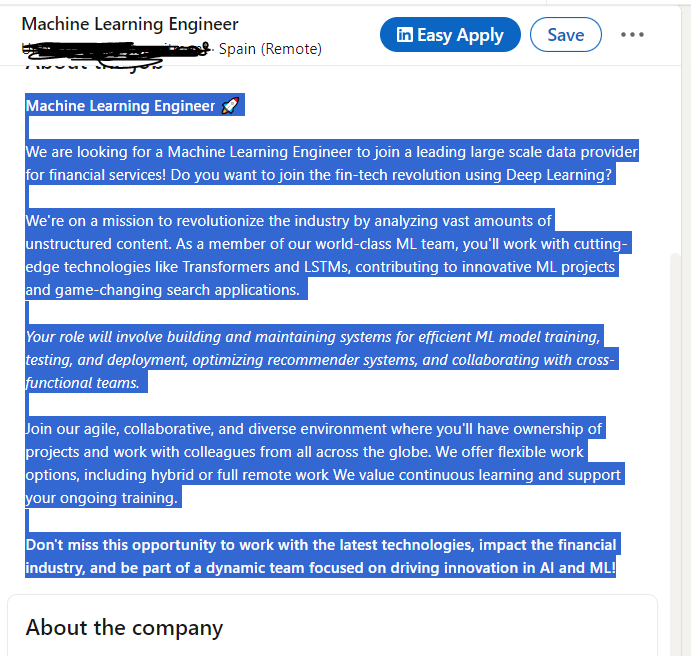 Machine Learning Engineer
Spain (Remote)
Easy Apply
Save
About the job
Machine Learning Engineer 🚀
We are looking for a Machine Learning Engineer to join a leading large scale data provider
for financial services! Do you want to join the fin-tech revolution using Deep Learning?
We're on a mission to revolutionize the industry by analyzing vast amounts of
unstructured content. As a member of our world-class ML team, you'll work with cutting-
edge technologies like Transformers and LSTMs, contributing to innovative ML projects
and game-changing search applications.
Your role will involve building and maintaining systems for efficient ML model training,
testing, and deployment, optimizing recommender systems, and collaborating with cross-
functional teams.
Join our agile, collaborative, and diverse environment where you'll have ownership of
projects and work with colleagues from all across the globe. We offer flexible work
options, including hybrid or full remote work We value continuous learning and support
your ongoing training.
Don't miss this opportunity to work with the latest technologies, impact the financial
industry, and be part of a dynamic team focused on driving innovation in AI and ML!
About the company